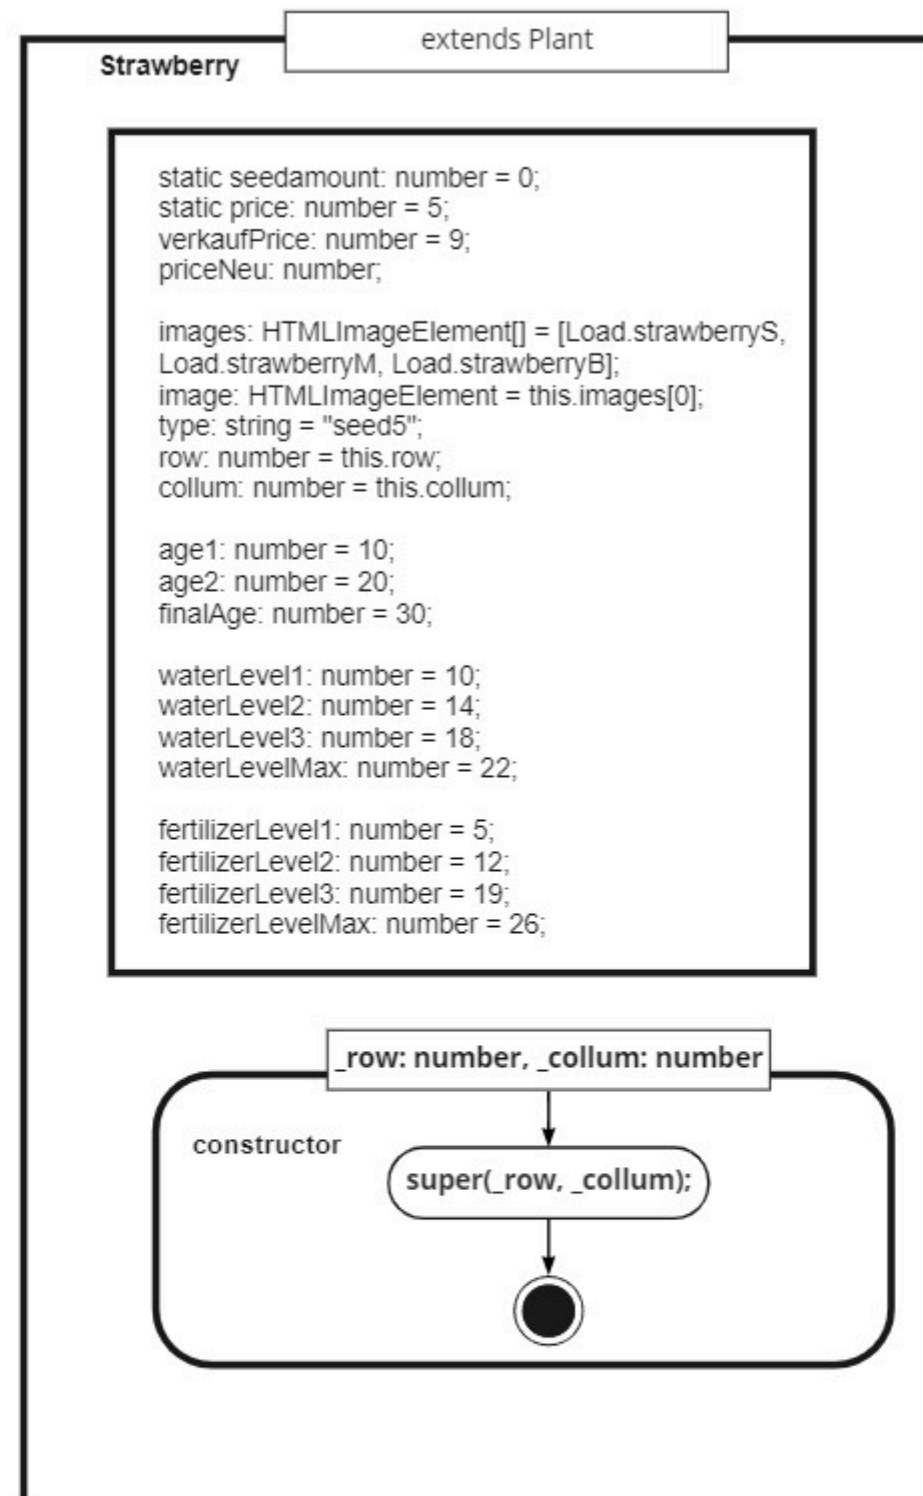 extends Plant
Strawberry
static seedamount: number = 0;
static price: number = 5;
verkaufPrice: number = 9;
priceNeu: number;
images: HTMLImageElement[] = [Load.strawberryS,
Load.strawberryM, Load.strawberryB];
image: HTMLImageElement = this.images[0];
type: string = "seed5";
row: number = this.row;
collum: number = this.collum;
age1: number = 10;
age2: number = 20;
finalAge: number = 30;
waterLevel1: number = 10;
waterLevel2: number = 14;
waterLevel3: number = 18;
waterLevelMax: number = 22;
fertilizerLevel1: number = 5;
fertilizerLevel2: number = 12;
fertilizerLevel3: number = 19;
fertilizerLevelMax: number = 26;
_row: number, _collum: number
constructor
super(_row, _collum);